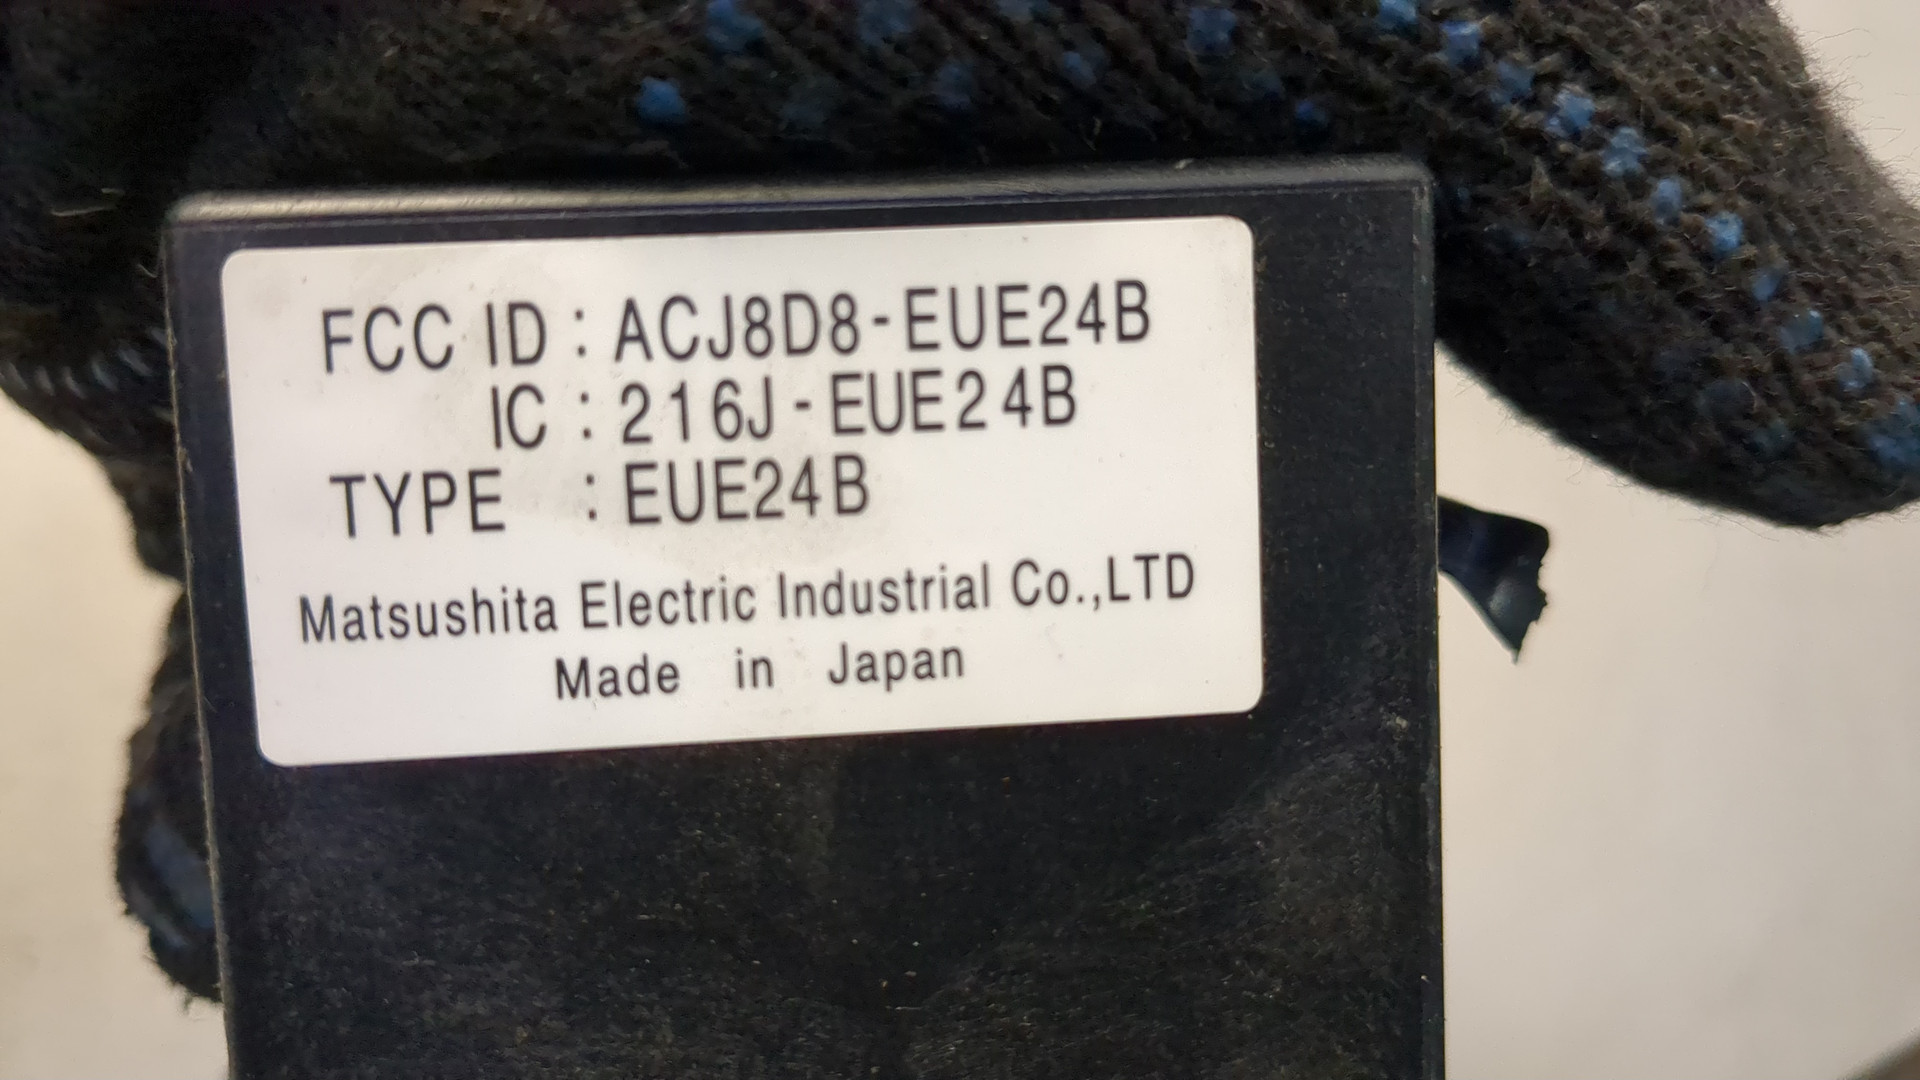 FCC ID : ACJ8D8-EUE24B
IC : 216J-EUE24B
TYPE : EUE24B
Matsushita Electric Industrial Co.,LTD
Made in Japan